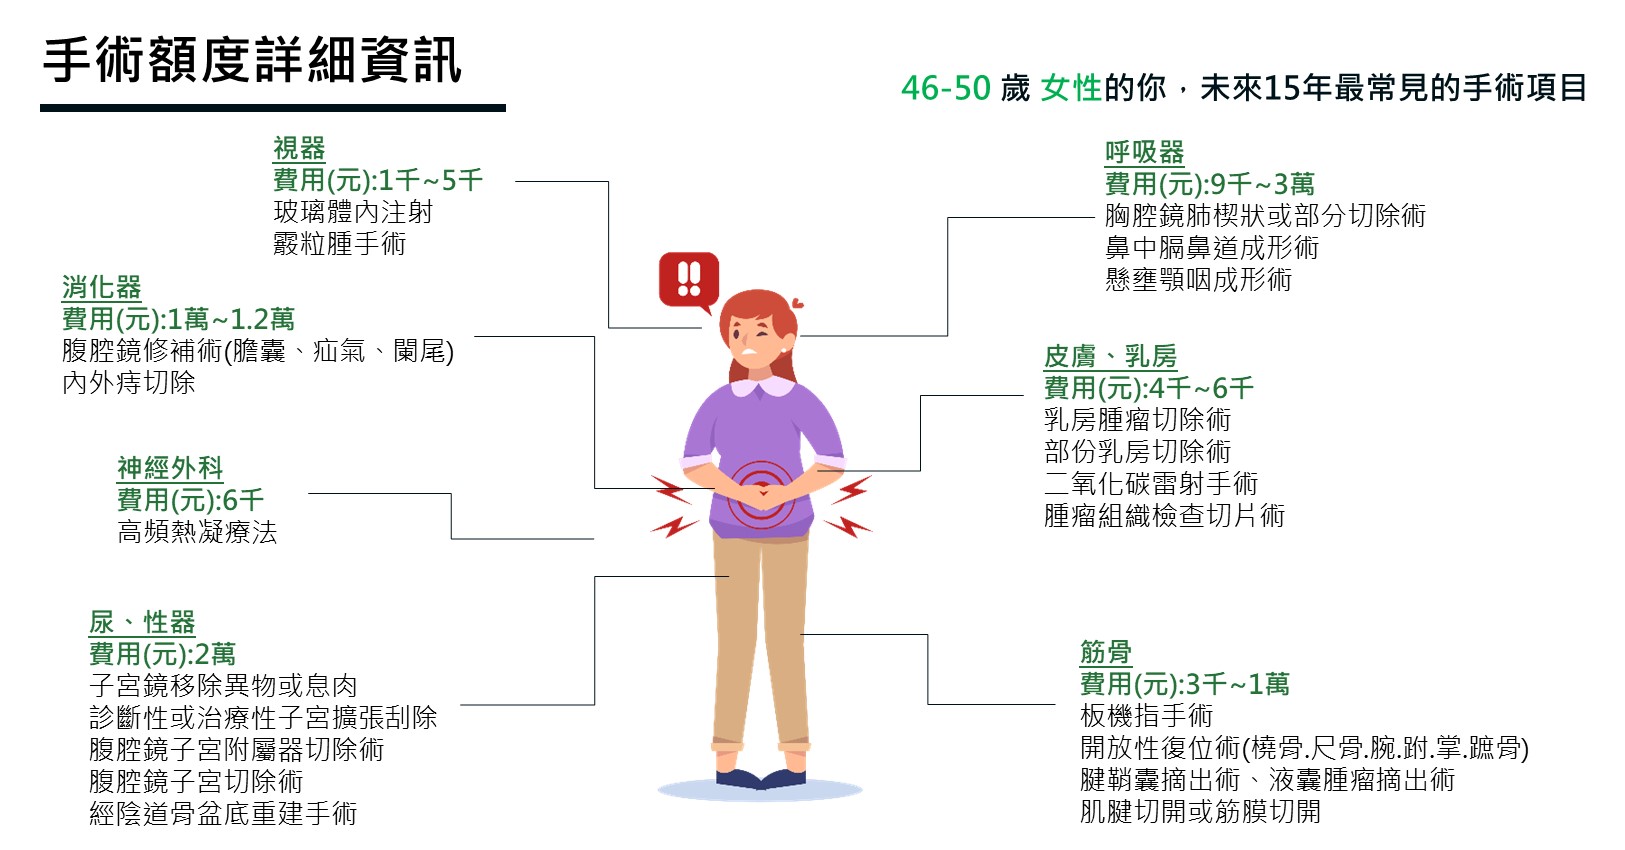 手術額度詳細資訊
46-50 歲 女性的你，未來15年最常見的手術項目
視器
費用(元):1千~5千
玻璃體內注射
霰粒腫手術
消化器
費用(元):1萬~1.2萬
腹腔鏡修補術(膽囊、疝氣、闌尾)
內外痔切除
神經外科
費用(元):6千
高頻熱凝療法
尿、性器
費用(元):2萬
子宮鏡移除異物或息肉
診斷性或治療性子宮擴張刮除
腹腔鏡子宮附屬器切除術
腹腔鏡子宮切除術
經陰道骨盆底重建手術
呼吸器
費用(元):9千~3萬
胸腔鏡肺楔狀或部分切除術
鼻中膈鼻道成形術
懸壅顎咽成形術
皮膚、乳房
費用(元):4千~6千
乳房腫瘤切除術
部份乳房切除術
二氧化碳雷射手術
腫瘤組織檢查切片術
筋骨
費用(元):3千~1萬
板機指手術
開放性復位術(橈骨.尺骨.腕.跗.掌.蹠骨)
腱鞘囊摘出術、液囊腫瘤摘出術
肌腱切開或筋膜切開